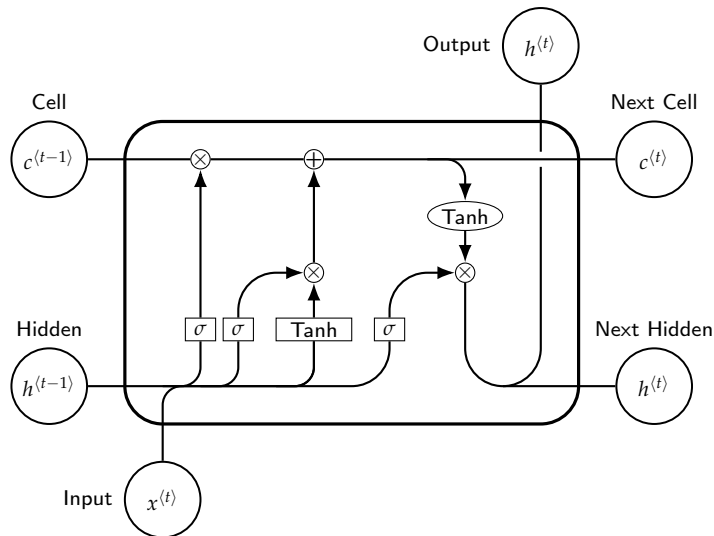 Output
h⟨t⟩
Cell
Next Cell
c⟨t−1⟩
×
+
c⟨t⟩
Tanh
×
×
Hidden
σ
σ
Tanh
σ
Next Hidden
h⟨t−1⟩
h⟨t⟩
Input
x⟨t⟩